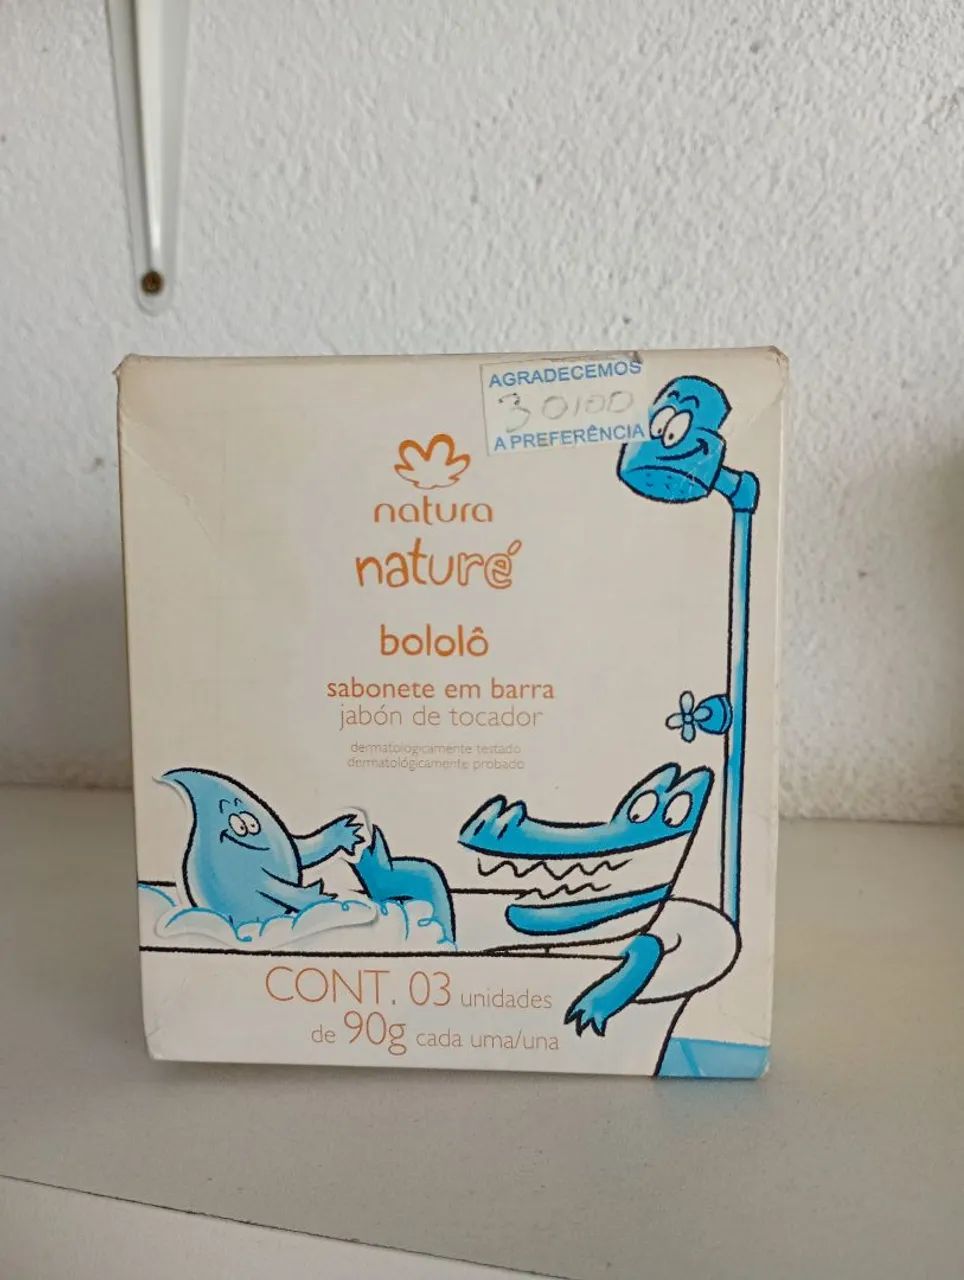 AGRADECEMOS
30,00
A PREFERÊNCIA
natura
naturé
bololô
sabonete em barra
jabón de tocador
dermatologicamente testado
dermatológicamente probado
CONT. 03 unidades
de 90g cada uma/una